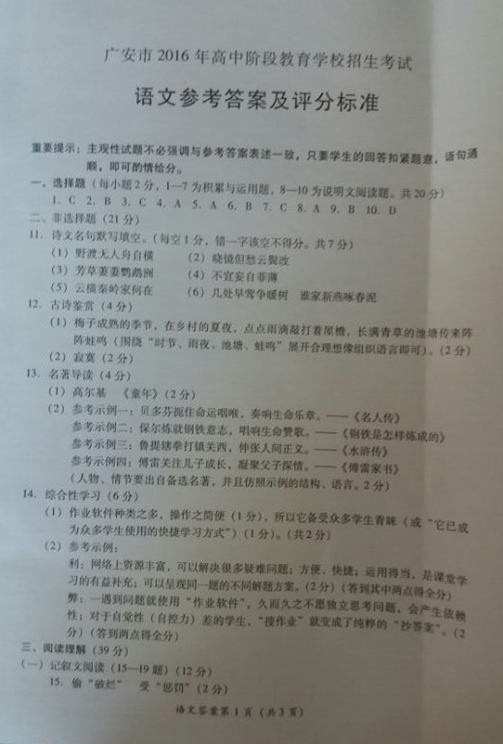 广安市 2016 年高中阶段教育学校招生考试
语文参考答案及评分标准
重要提示：主观性试题不必强调与参考答案表述一致，只要学生的回答扣紧题意，语句通
顺，即可酌情给分。
一、选择题（每小题2分，1—7为积累与运用题，8—10为说明文阅读题。共20分）
1. C 2. B 3. C 4. A 5. A 6. B 7. C 8. A 9. B 10. D
二、非选择题（21分）
11. 诗文名句默写填空。（每空1分，错一字该空不得分。共7分）
（1）野渡无人舟自横 （2）晓镜但愁云鬓改
（3）芳草萋萋鹦鹉洲 （4）不宜妄自菲薄
（5）云横秦岭家何在 （6）几处早莺争暖树 谁家新燕啄春泥
12. 古诗鉴赏（4分）
（1）梅子成熟的季节，在乡村的夏夜，点点雨滴敲打着屋檐，长满青草的池塘传来阵
阵蛙鸣（围绕“时节、雨夜、池塘、蛙鸣”展开合理想像组织语言即可）。（2分）
（2）寂寞（2分）
13. 名著导读（4分）
（1）高尔基 《童年》（2分）
（2）参考示例一：贝多芬扼住命运咽喉，奏响生命乐章。——《名人传》
参考示例二：保尔炼就钢铁意志，唱响生命赞歌。——《钢铁是怎样炼成的》
参考示例三：鲁提辖拳打镇关西，伸张人间正义。——《水浒传》
参考示例四：傅雷关注儿子成长，凝聚父子深情。——《傅雷家书》
（人物、情节要出自备选名著，并且仿照示例的结构、语言。2分）
14. 综合性学习（6分）
（1）作业软件种类之多，操作之简便（1分），所以它备受众多学生青睐（或“它已成
为众多学生使用的快捷学习方式”）（1分）。（共2分）
（2）参考示例：
利：网络上资源丰富，可以解决很多疑难问题；方便、快捷；运用得当，是课堂学
习的有益补充；可以呈现同一题的不同解题方案。（2分）（答到其中两点得全分）
弊：一遇到问题就使用“作业软件”，久而久之不愿独立思考问题，会产生依赖
性；对于自觉性（自控力）差的学生，“搜作业”就变成了纯粹的“抄答案”。（2
分）（答到两点得全分）
三、阅读理解（39分）
（一）记叙文阅读（15—19题）（12分）
15. 偷“破烂” 受“惩罚”（2分）
语文答案第1页（共3页）